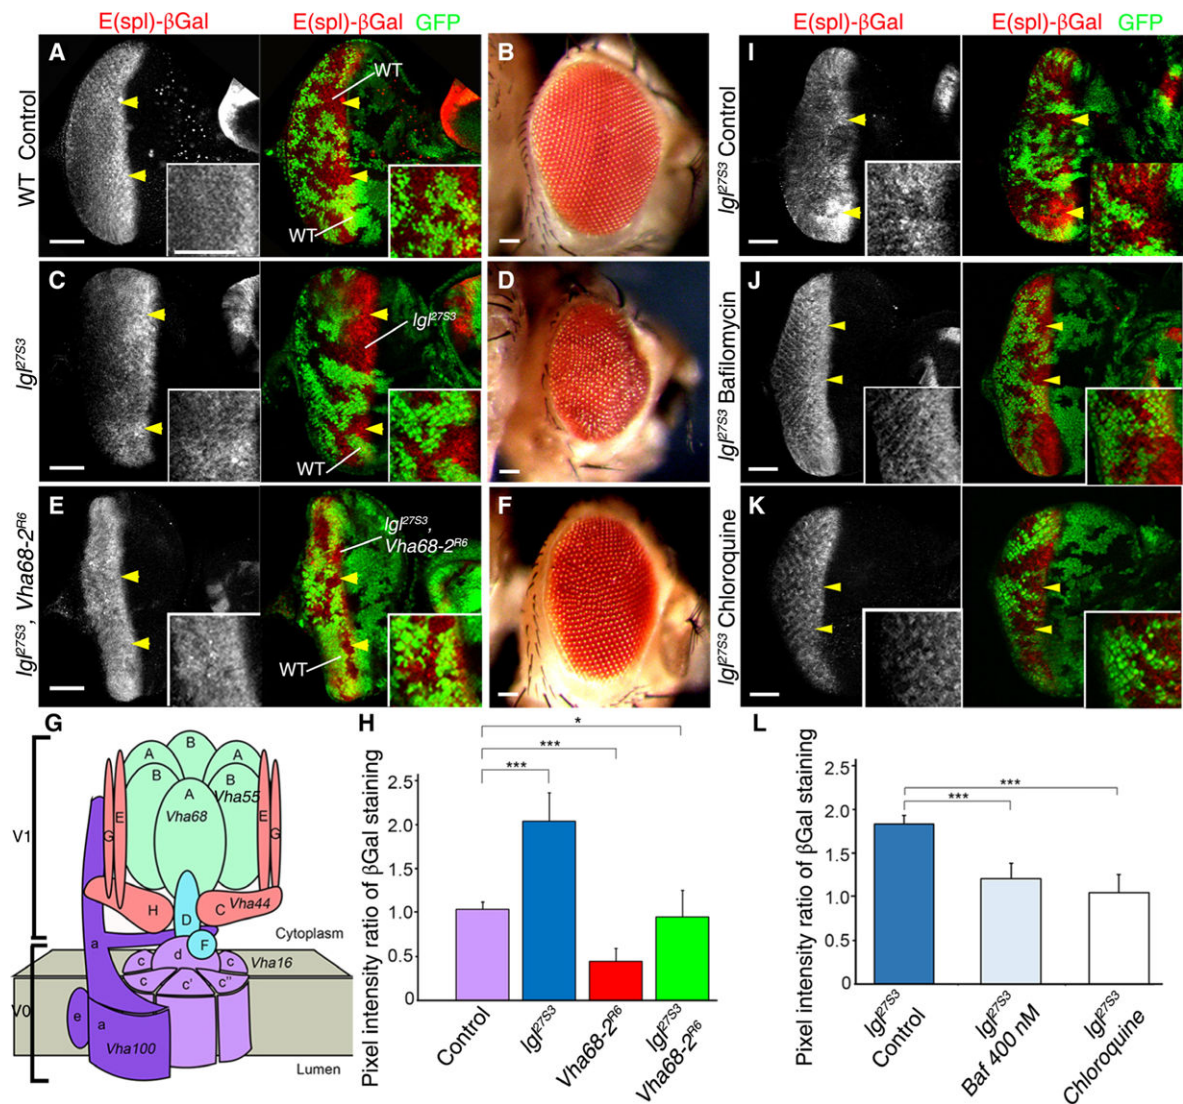 E(spl)-βGal
E(spl)-βGal GFP
A
WT
WT
WT Control
B
C
lgl27S3
WT
lgl27S3
D
E
lgl27S3,
Vha68-2R6
WT
lgl27S3, Vha68-2R6
F
E(spl)-βGal
E(spl)-βGal GFP
I
lgl27S3 Control
J
lgl27S3 Bafilomycin
K
lgl27S3 Chloroquine
G
V1
V0
B
A
A
B
B
A
Vha55
Vha68
G
E
E
G
H
D
C
Vha44
Cytoplasm
a
F
d
c
c
Vha16
c
c'
c''
e
a
Vha100
Lumen
H
*
***
***
Pixel intensity ratio of βGal staining
2.5
2.0
1.5
1.0
0.5
0
Control
lgl27S3
Vha68-2R6
lgl27S3
Vha68-2R6
L
***
***
Pixel intensity ratio of βGal staining
2.5
2.0
1.5
1.0
0.5
0
lgl27S3
Control
lgl27S3
Baf 400 nM
lgl27S3
Chloroquine